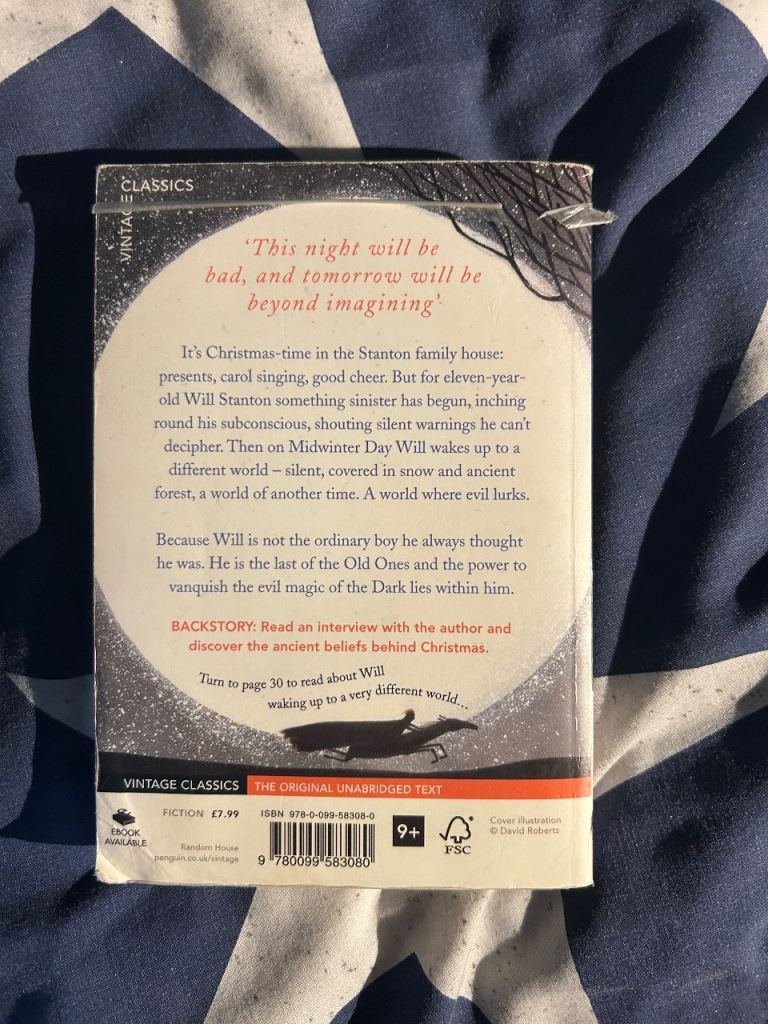 CLASSICS
VINTAGE
‘This night will be
bad, and tomorrow will be
beyond imagining’
It’s Christmas-time in the Stanton family house:
presents, carol singing, good cheer. But for eleven-year-
old Will Stanton something sinister has begun, inching
round his subconscious, shouting silent warnings he can’t
decipher. Then on Midwinter Day Will wakes up to a
different world – silent, covered in snow and ancient
forest, a world of another time. A world where evil lurks.
Because Will is not the ordinary boy he always thought
he was. He is the last of the Old Ones and the power to
vanquish the evil magic of the Dark lies within him.
BACKSTORY: Read an interview with the author and
discover the ancient beliefs behind Christmas.
Turn to page 30 to read about Will
waking up to a very different world...
VINTAGE CLASSICS THE ORIGINAL UNABRIDGED TEXT
EBOOK
AVAILABLE
FICTION £7.99
Random House
penguin.co.uk/vintage
ISBN 978-0-099-58308-0
9 780099 583080
9+
FSC
Cover illustration
© David Roberts